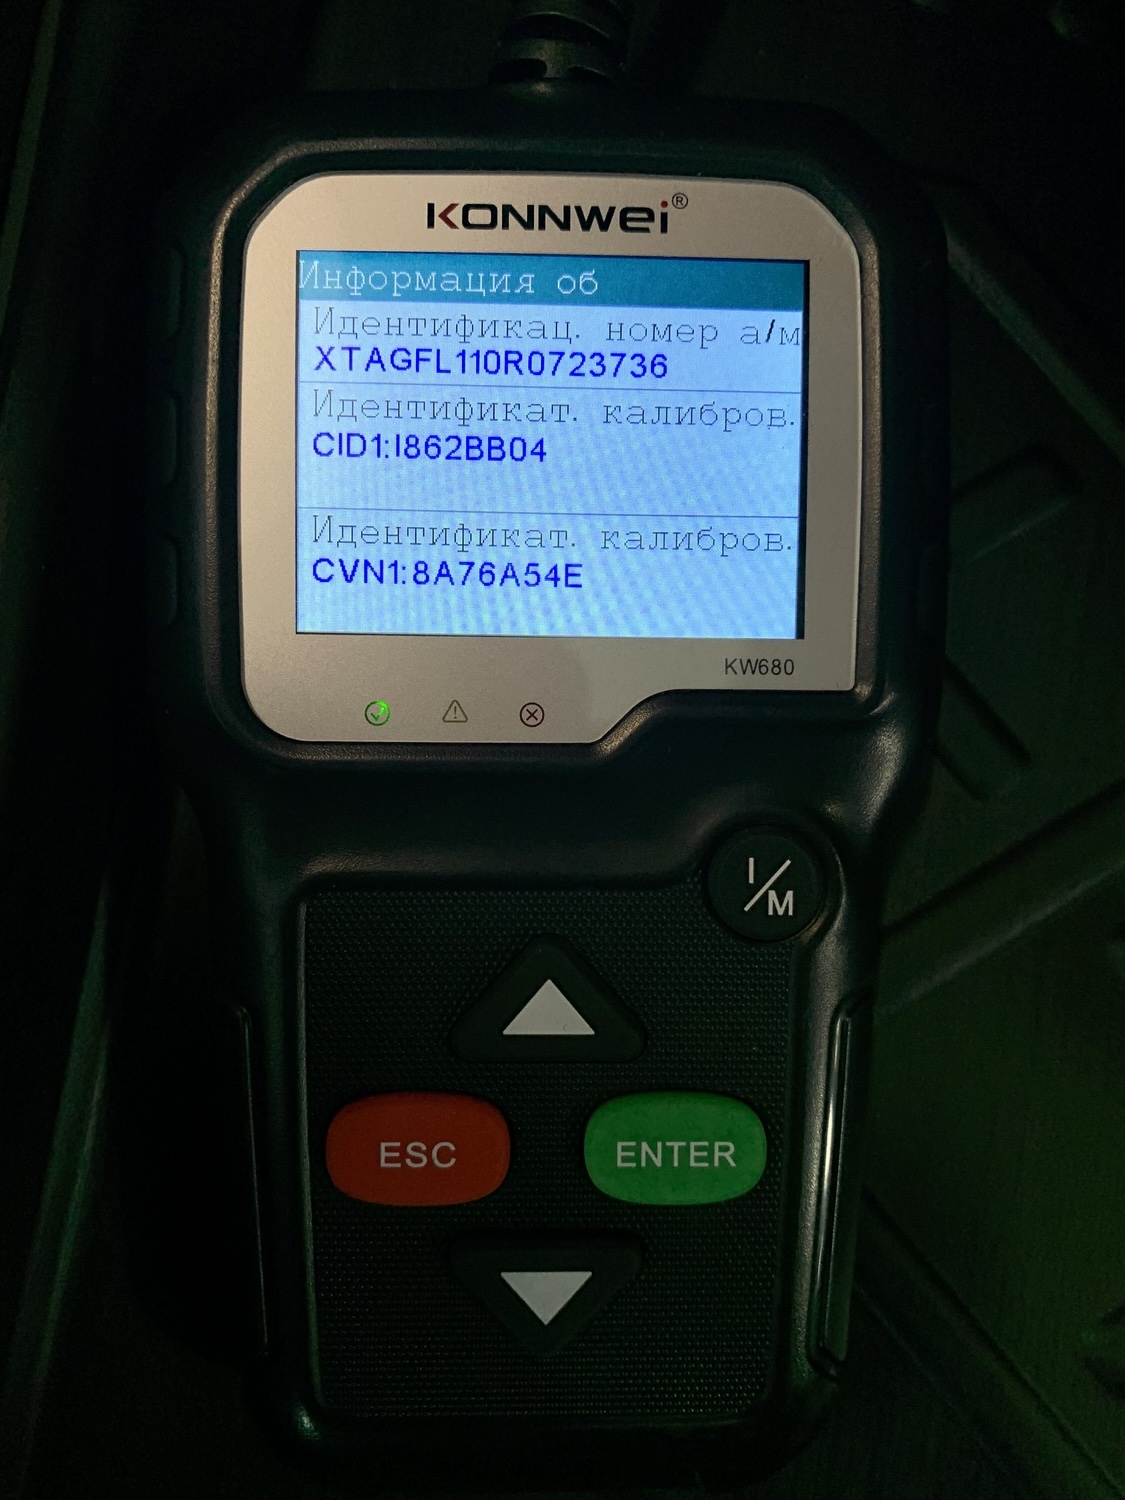 KONNWEI®
Информация об
Идентификац. номер а/м
XTAGFL110R0723736
Идентификат. калибров.
CID1:I862BB04
Идентификат. калибров.
CVN1:8A76A54E
KW680
I/M
ESC
ENTER